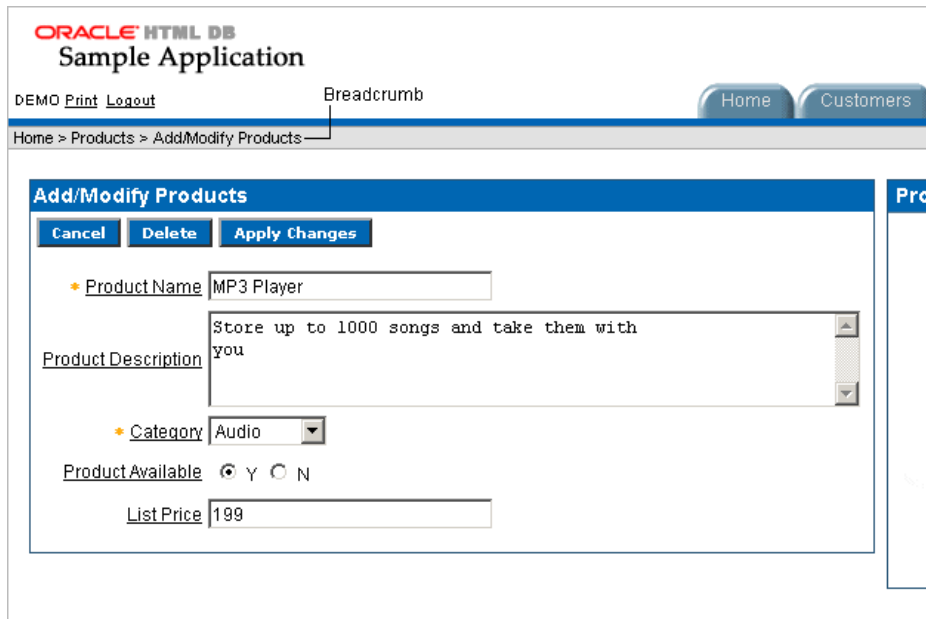 ORACLE HTML DB
Sample Application
DEMO Print Logout
Breadcrumb
Home
Customers
Home > Products > Add/Modify Products
Add/Modify Products
Pro
Cancel
Delete
Apply Changes
* Product Name MP3 Player
Product Description
Store up to 1000 songs and take them with
you
* Category Audio
Product Available Y N
List Price 199